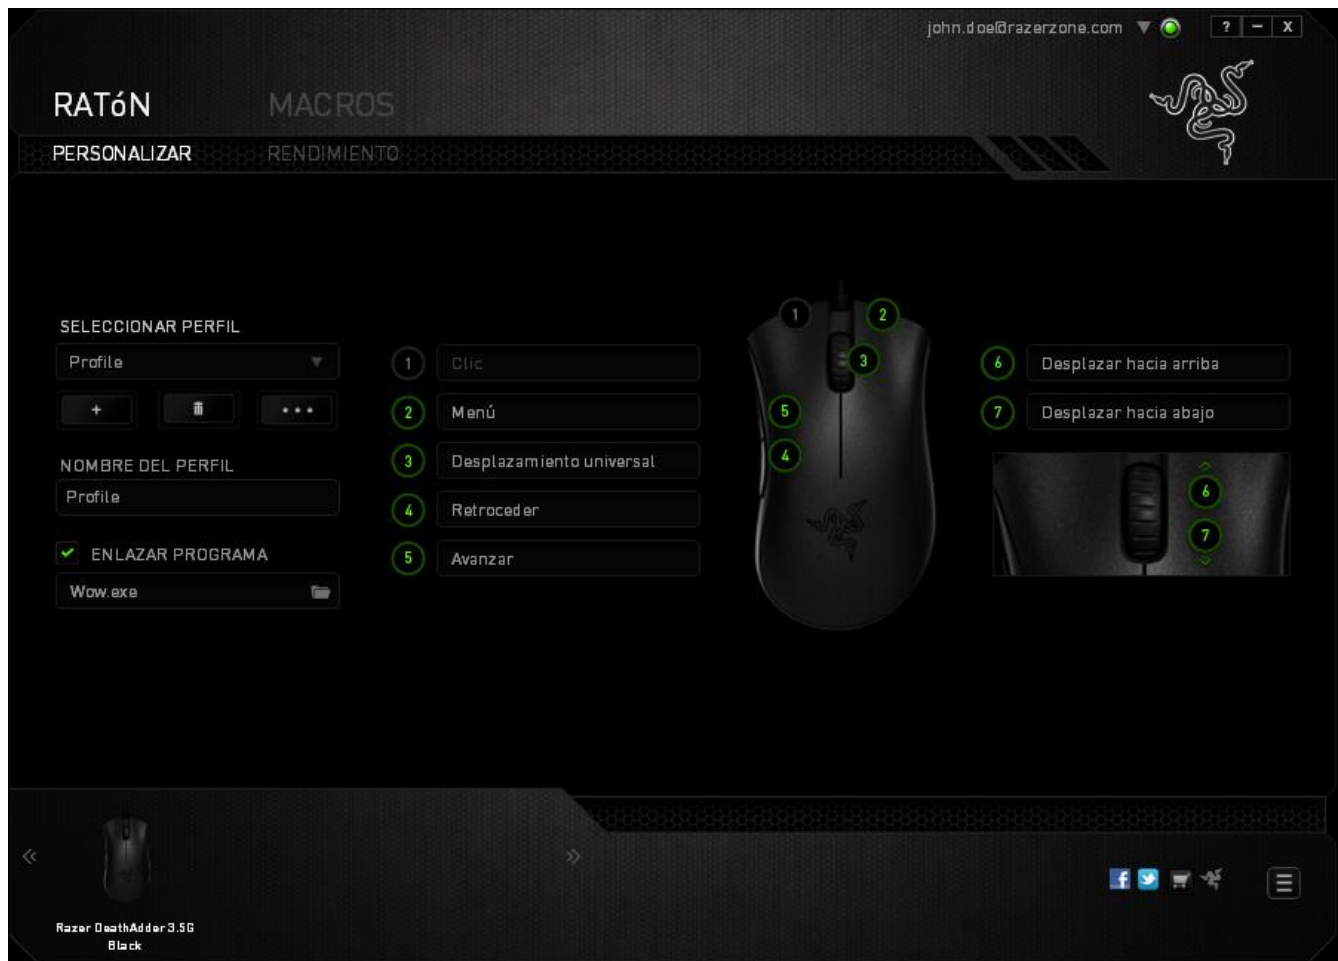 john.doe@razerzone.com
? – X
RATóN
MACROS
PERSONALIZAR
RENDIMIENTO
SELECCIONAR PERFIL
Profile
+
NOMBRE DEL PERFIL
Profile
ENLAZAR PROGRAMA
Wow.exe
1 Clic
2 Menú
3 Desplazamiento universal
4 Retroceder
5 Avanzar
1
2
3
5
4
6 Desplazar hacia arriba
7 Desplazar hacia abajo
6
7
Razer DeathAdder 3.5G
Black